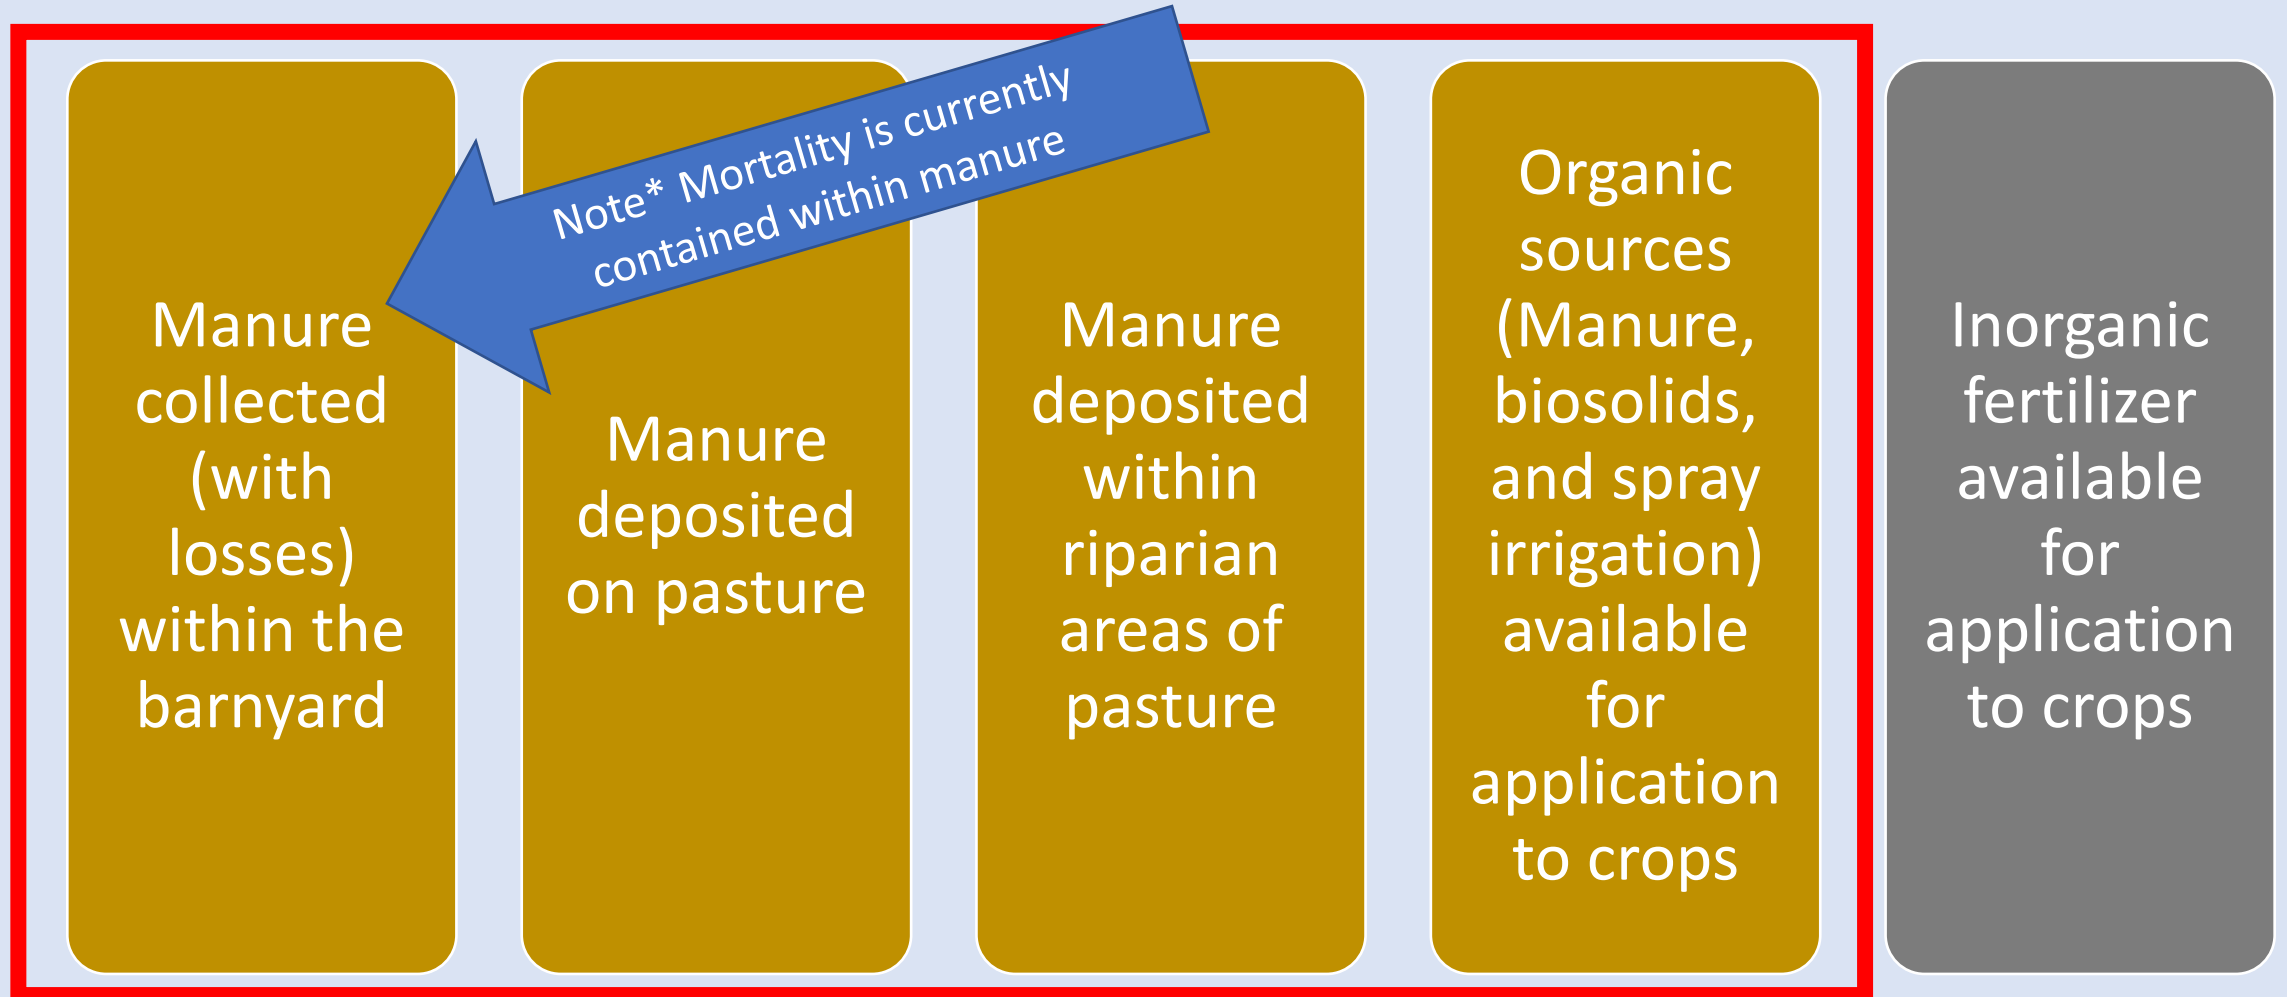 Note* Mortality is currently
contained within manure
Manure
collected
(with
losses)
within the
barnyard
Manure
deposited
on pasture
Manure
deposited
within
riparian
areas of
pasture
Organic
sources
(Manure,
biosolids,
and spray
irrigation)
available
for
application
to crops
Inorganic
fertilizer
available
for
application
to crops